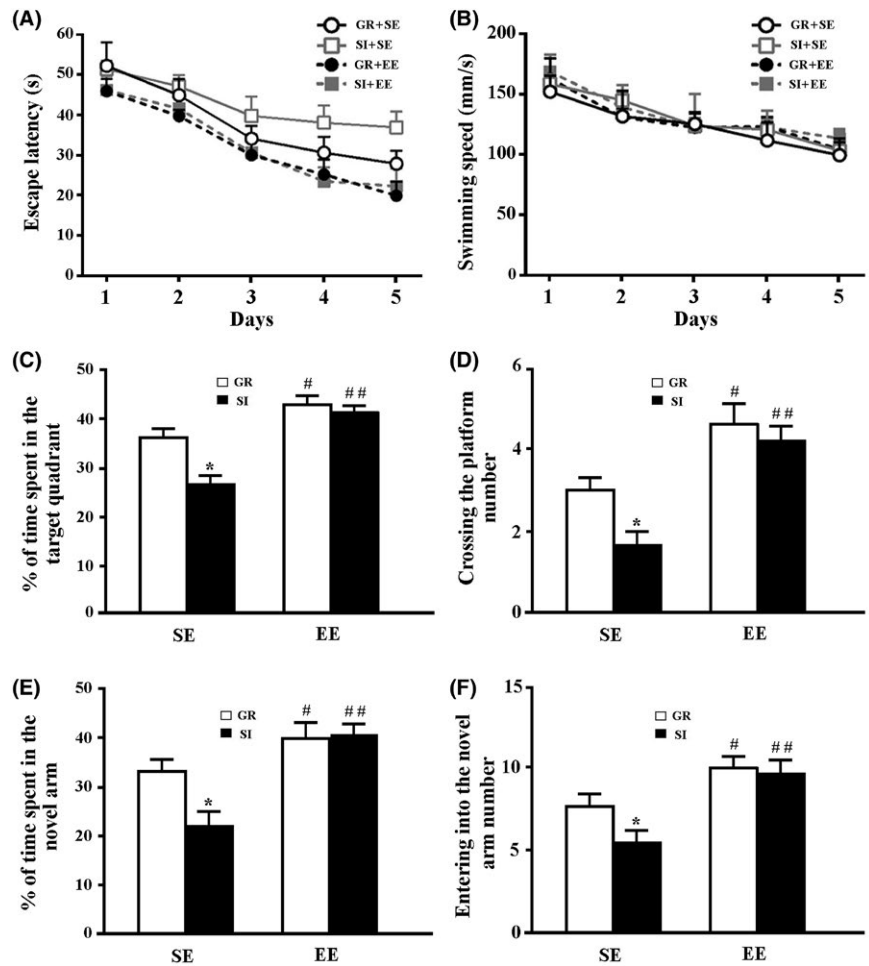 (A)
GR+SE
SI+SE
GR+EE
SI+EE
Escape latency (s)
60
50
40
30
20
10
0
1 2 3 4 5
Days
(B)
GR+SE
SI+SE
GR+EE
SI+EE
Swimming speed (mm/s)
200
150
100
50
0
1 2 3 4 5
Days
(C)
GR
SI
% of time spent in the
target quadrant
50
40
30
20
10
0
*
#
# #
SE EE
(D)
GR
SI
Crossing the platform
number
6
4
2
0
*
#
# #
SE EE
(E)
GR
SI
% of time spent in the
novel arm
50
40
30
20
10
0
*
#
# #
SE EE
(F)
GR
SI
Entering into the novel
arm number
15
10
5
0
*
#
# #
SE EE